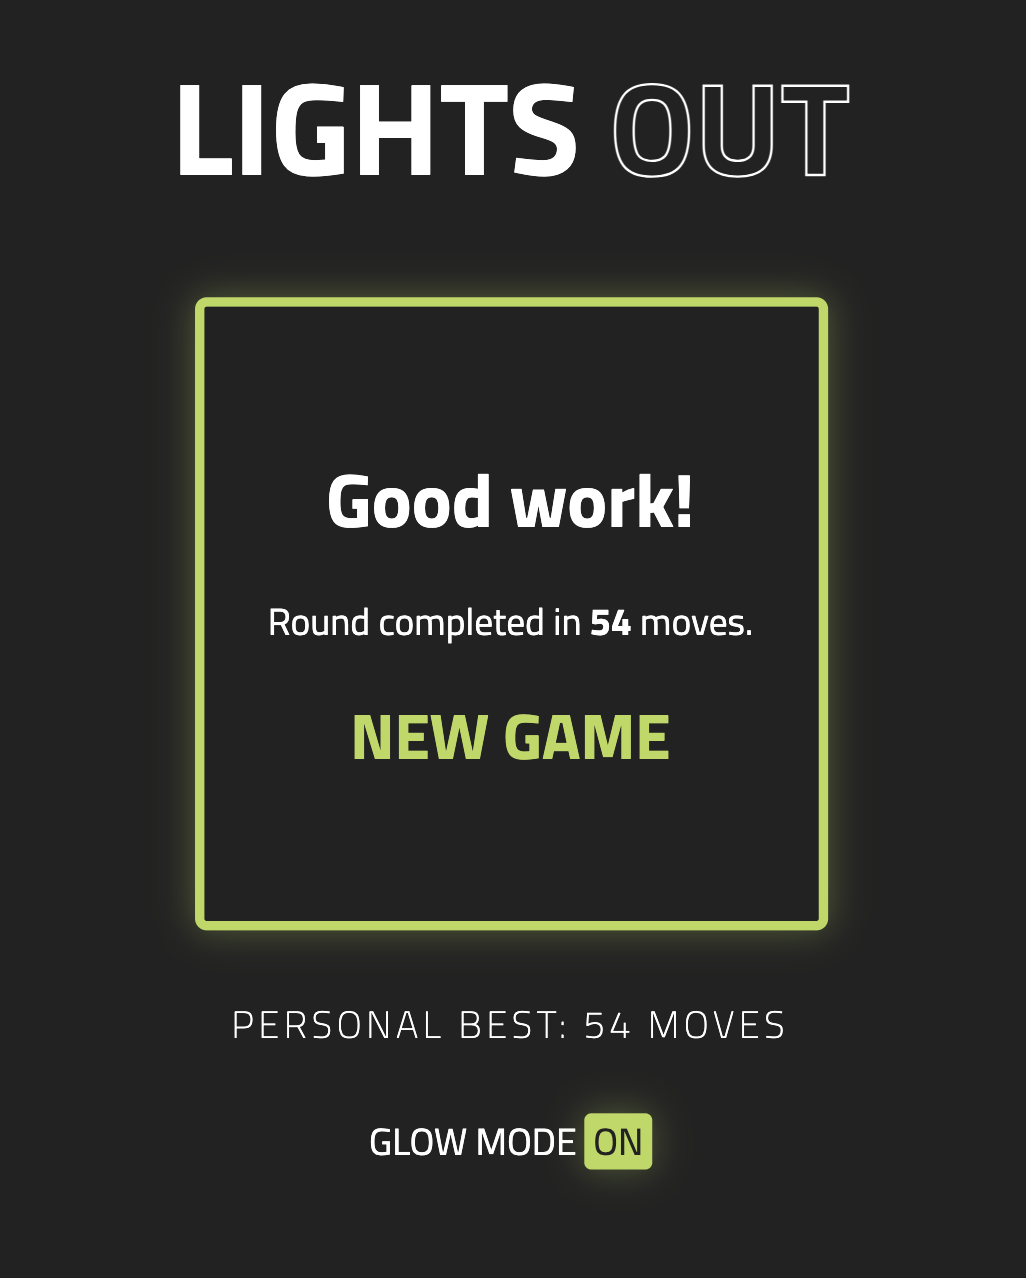 LIGHTS OUT
Good work!
Round completed in 54 moves.
NEW GAME
PERSONAL BEST: 54 MOVES
GLOW MODE ON